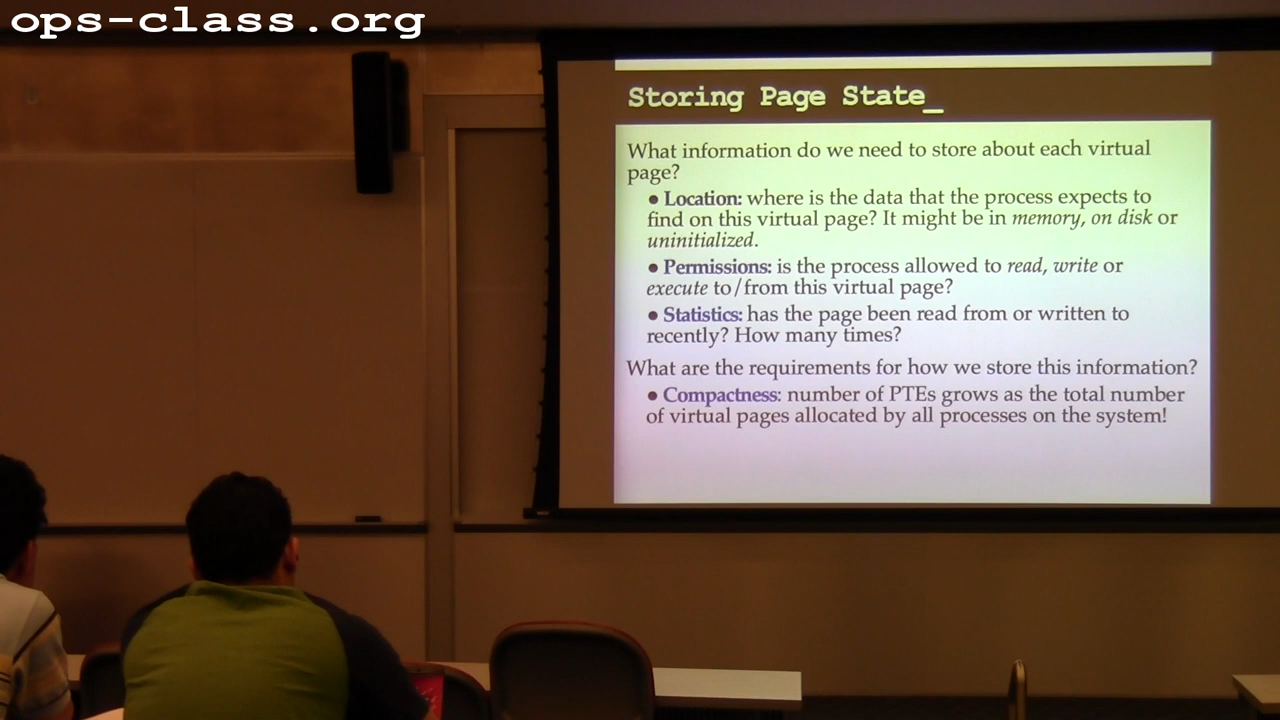 ops-class.org
Storing Page State_
What information do we need to store about each virtual
page?
● Location: where is the data that the process expects to
find on this virtual page? It might be in memory, on disk or
uninitialized.
● Permissions: is the process allowed to read, write or
execute to/from this virtual page?
● Statistics: has the page been read from or written to
recently? How many times?
What are the requirements for how we store this information?
● Compactness: number of PTEs grows as the total number
of virtual pages allocated by all processes on the system!